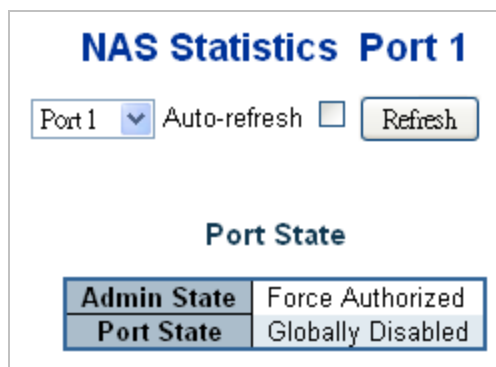 NAS Statistics Port 1
Port 1 Auto-refresh Refresh
Port State
Admin State Force Authorized
Port State Globally Disabled